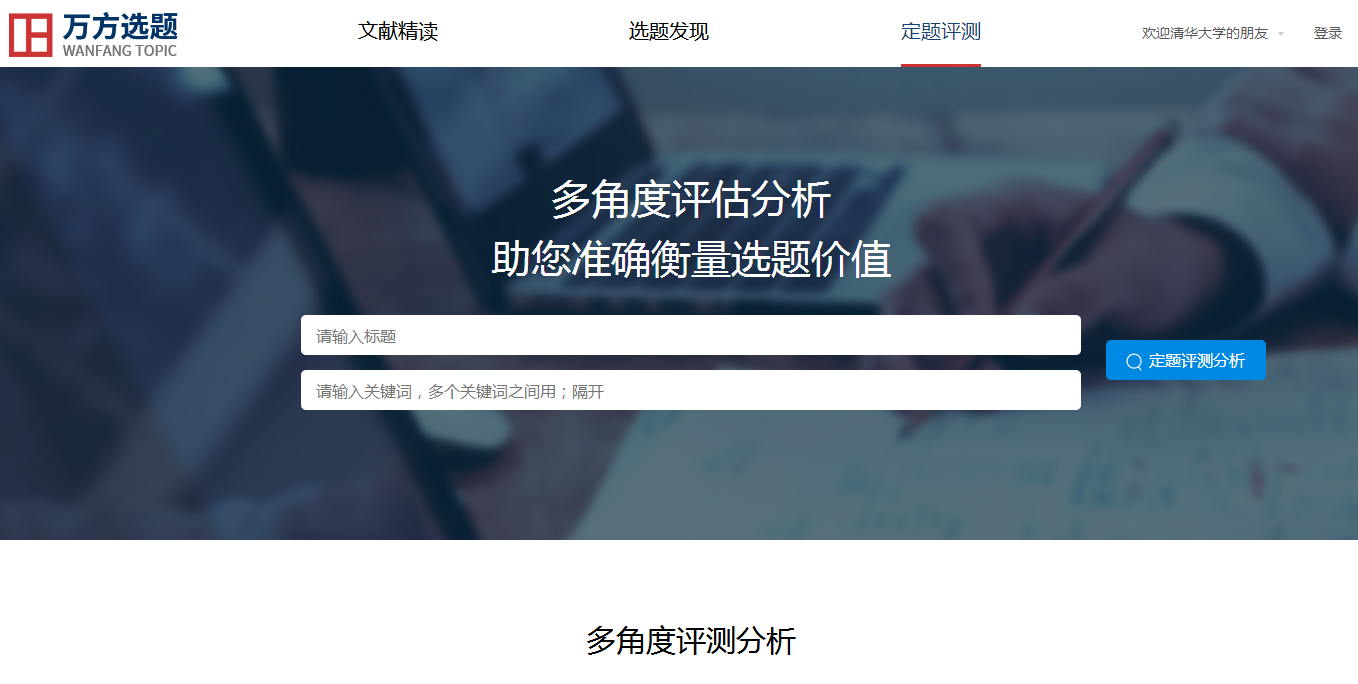 万方选题
WANFANG TOPIC
文献精读
选题发现
定题评测
欢迎清华大学的朋友
登录
多角度评估分析
助您准确衡量选题价值
请输入标题
请输入关键词，多个关键词之间用；隔开
定题评测分析
多角度评测分析